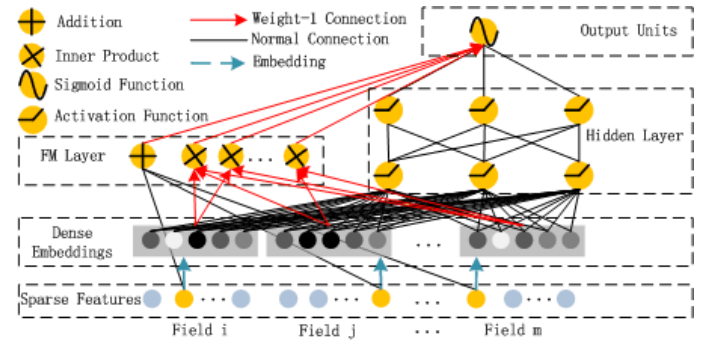 Addition
Weight-1 Connection
Output Units
Normal Connection
Inner Product
Embedding
Sigmoid Function
Activation Function
Hidden Layer
FM Layer
...
Dense
Embeddings
...
Sparse Features
...
...
...
...
Field i
Field j
...
Field m